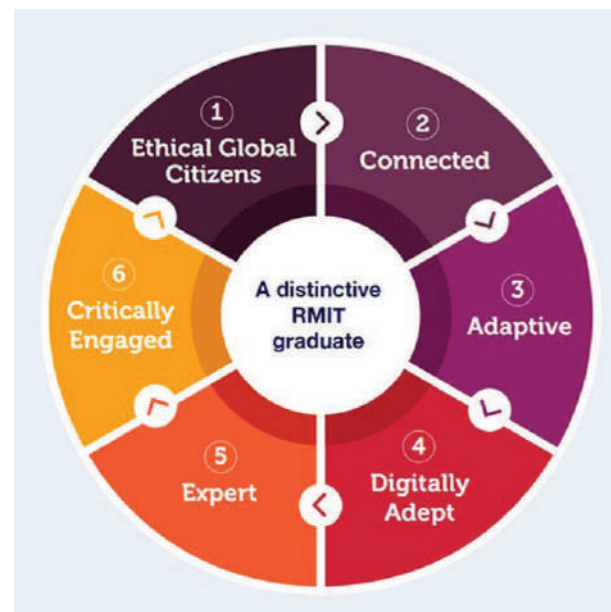 A distinctive
RMIT
graduate
1
Ethical Global
Citizens
2
Connected
3
Adaptive
4
Digitally
Adept
5
Expert
6
Critically
Engaged